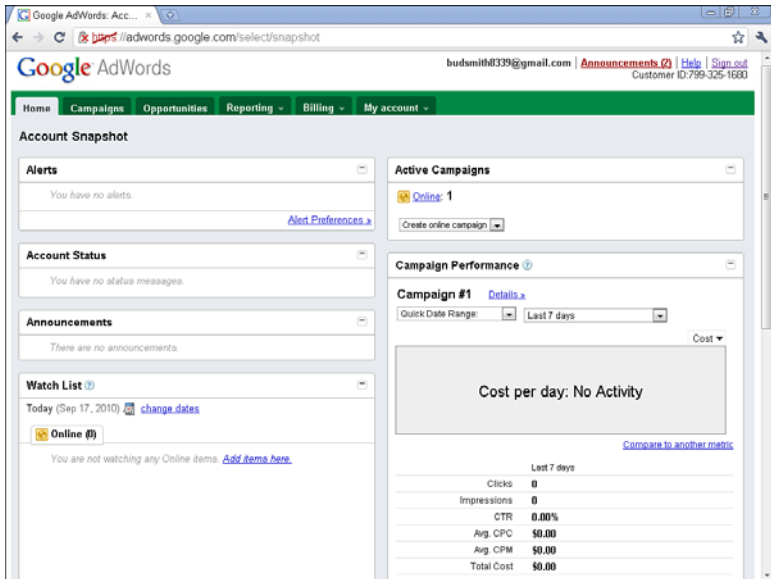 Google AdWords: Acc...
https://adwords.google.com/select/snapshot
Google AdWords
budsmith8339@gmail.com | Announcements (2) | Help | Sign out
Customer ID:799-325-1680
Home Campaigns Opportunities Reporting Billing My account
Account Snapshot
Alerts
You have no alerts.
Alert Preferences »
Account Status
You have no status messages.
Announcements
There are no announcements.
Watch List ?
Today (Sep 17, 2010) change dates
Online (0)
You are not watching any Online items. Add items here.
Active Campaigns
Online: 1
Create online campaign
Campaign Performance ?
Campaign #1 Details »
Quick Date Range: Last 7 days
Cost
Cost per day: No Activity
Compare to another metric
Last 7 days
Clicks 0
Impressions 0
CTR 0.00%
Avg. CPC $0.00
Avg. CPM $0.00
Total Cost $0.00